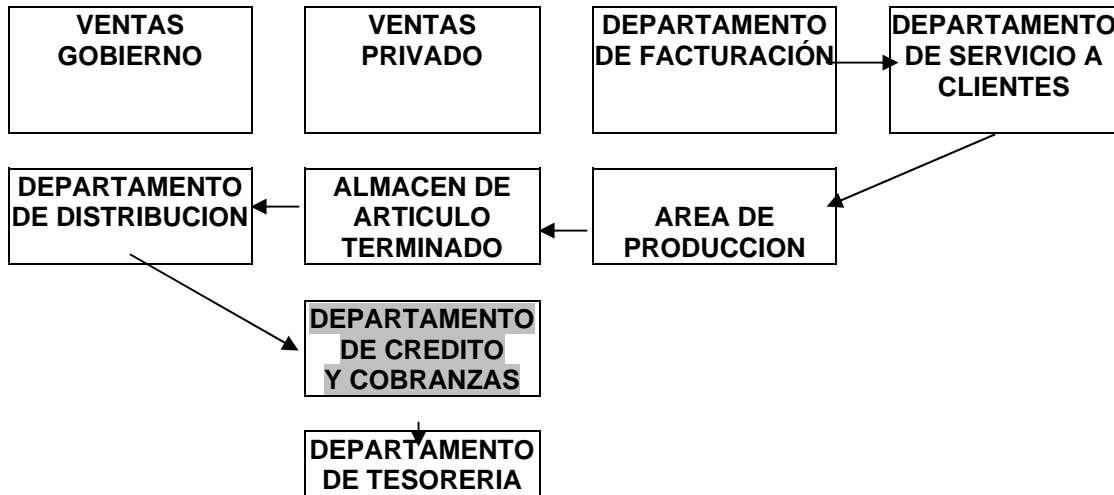 VENTAS
GOBIERNO
VENTAS
PRIVADO
DEPARTAMENTO
DE FACTURACIÓN
DEPARTAMENTO
DE SERVICIO A
CLIENTES
DEPARTAMENTO
DE DISTRIBUCION
ALMACEN DE
ARTICULO
TERMINADO
AREA DE
PRODUCCION
DEPARTAMENTO
DE CREDITO
Y COBRANZAS
DEPARTAMENTO
DE TESORERIA